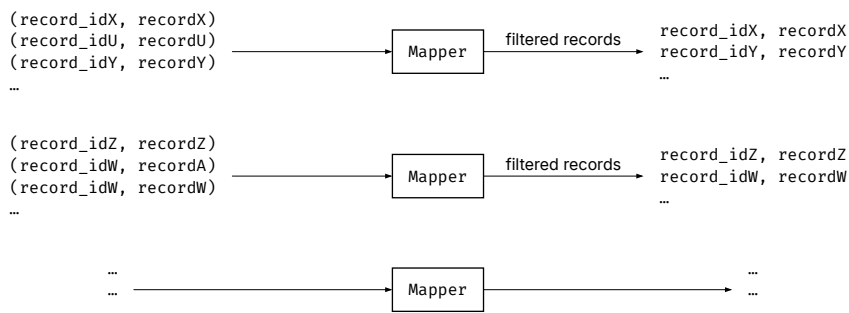 (record_idX, recordX)
(record_idU, recordU)
(record_idY, recordY)
…
Mapper
filtered records
record_idX, recordX
record_idY, recordY
…
(record_idZ, recordZ)
(record_idW, recordA)
(record_idW, recordW)
…
Mapper
filtered records
record_idZ, recordZ
record_idW, recordW
…
…
…
Mapper
…
…